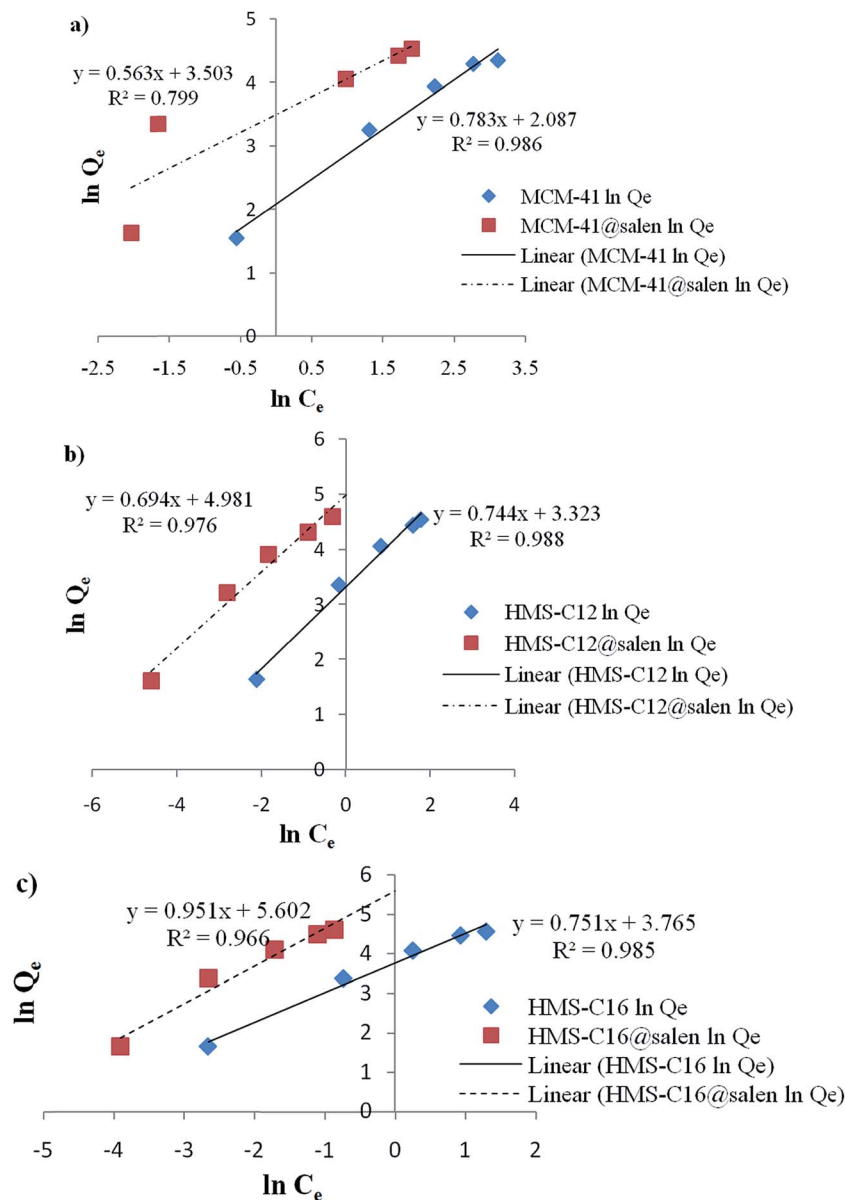 a)
5
4
3
2
1
0
y = 0.563x + 3.503
R² = 0.799
y = 0.783x + 2.087
R² = 0.986
ln Qₑ
MCM-41 ln Qe
MCM-41@salen ln Qe
Linear (MCM-41 ln Qe)
Linear (MCM-41@salen ln Qe)
-2.5 -1.5 -0.5 0.5 1.5 2.5 3.5
ln Cₑ
b)
6
5
4
3
2
1
0
y = 0.694x + 4.981
R² = 0.976
y = 0.744x + 3.323
R² = 0.988
ln Qₑ
HMS-C12 ln Qe
HMS-C12@salen ln Qe
Linear (HMS-C12 ln Qe)
Linear (HMS-C12@salen ln Qe)
-6 -4 -2 0 2 4
ln Cₑ
c)
6
5
4
3
2
1
0
y = 0.951x + 5.602
R² = 0.966
y = 0.751x + 3.765
R² = 0.985
ln Qₑ
HMS-C16 ln Qe
HMS-C16@salen ln Qe
Linear (HMS-C16 ln Qe)
Linear (HMS-C16@salen ln Qe)
-5 -4 -3 -2 -1 0 1 2
ln Cₑ